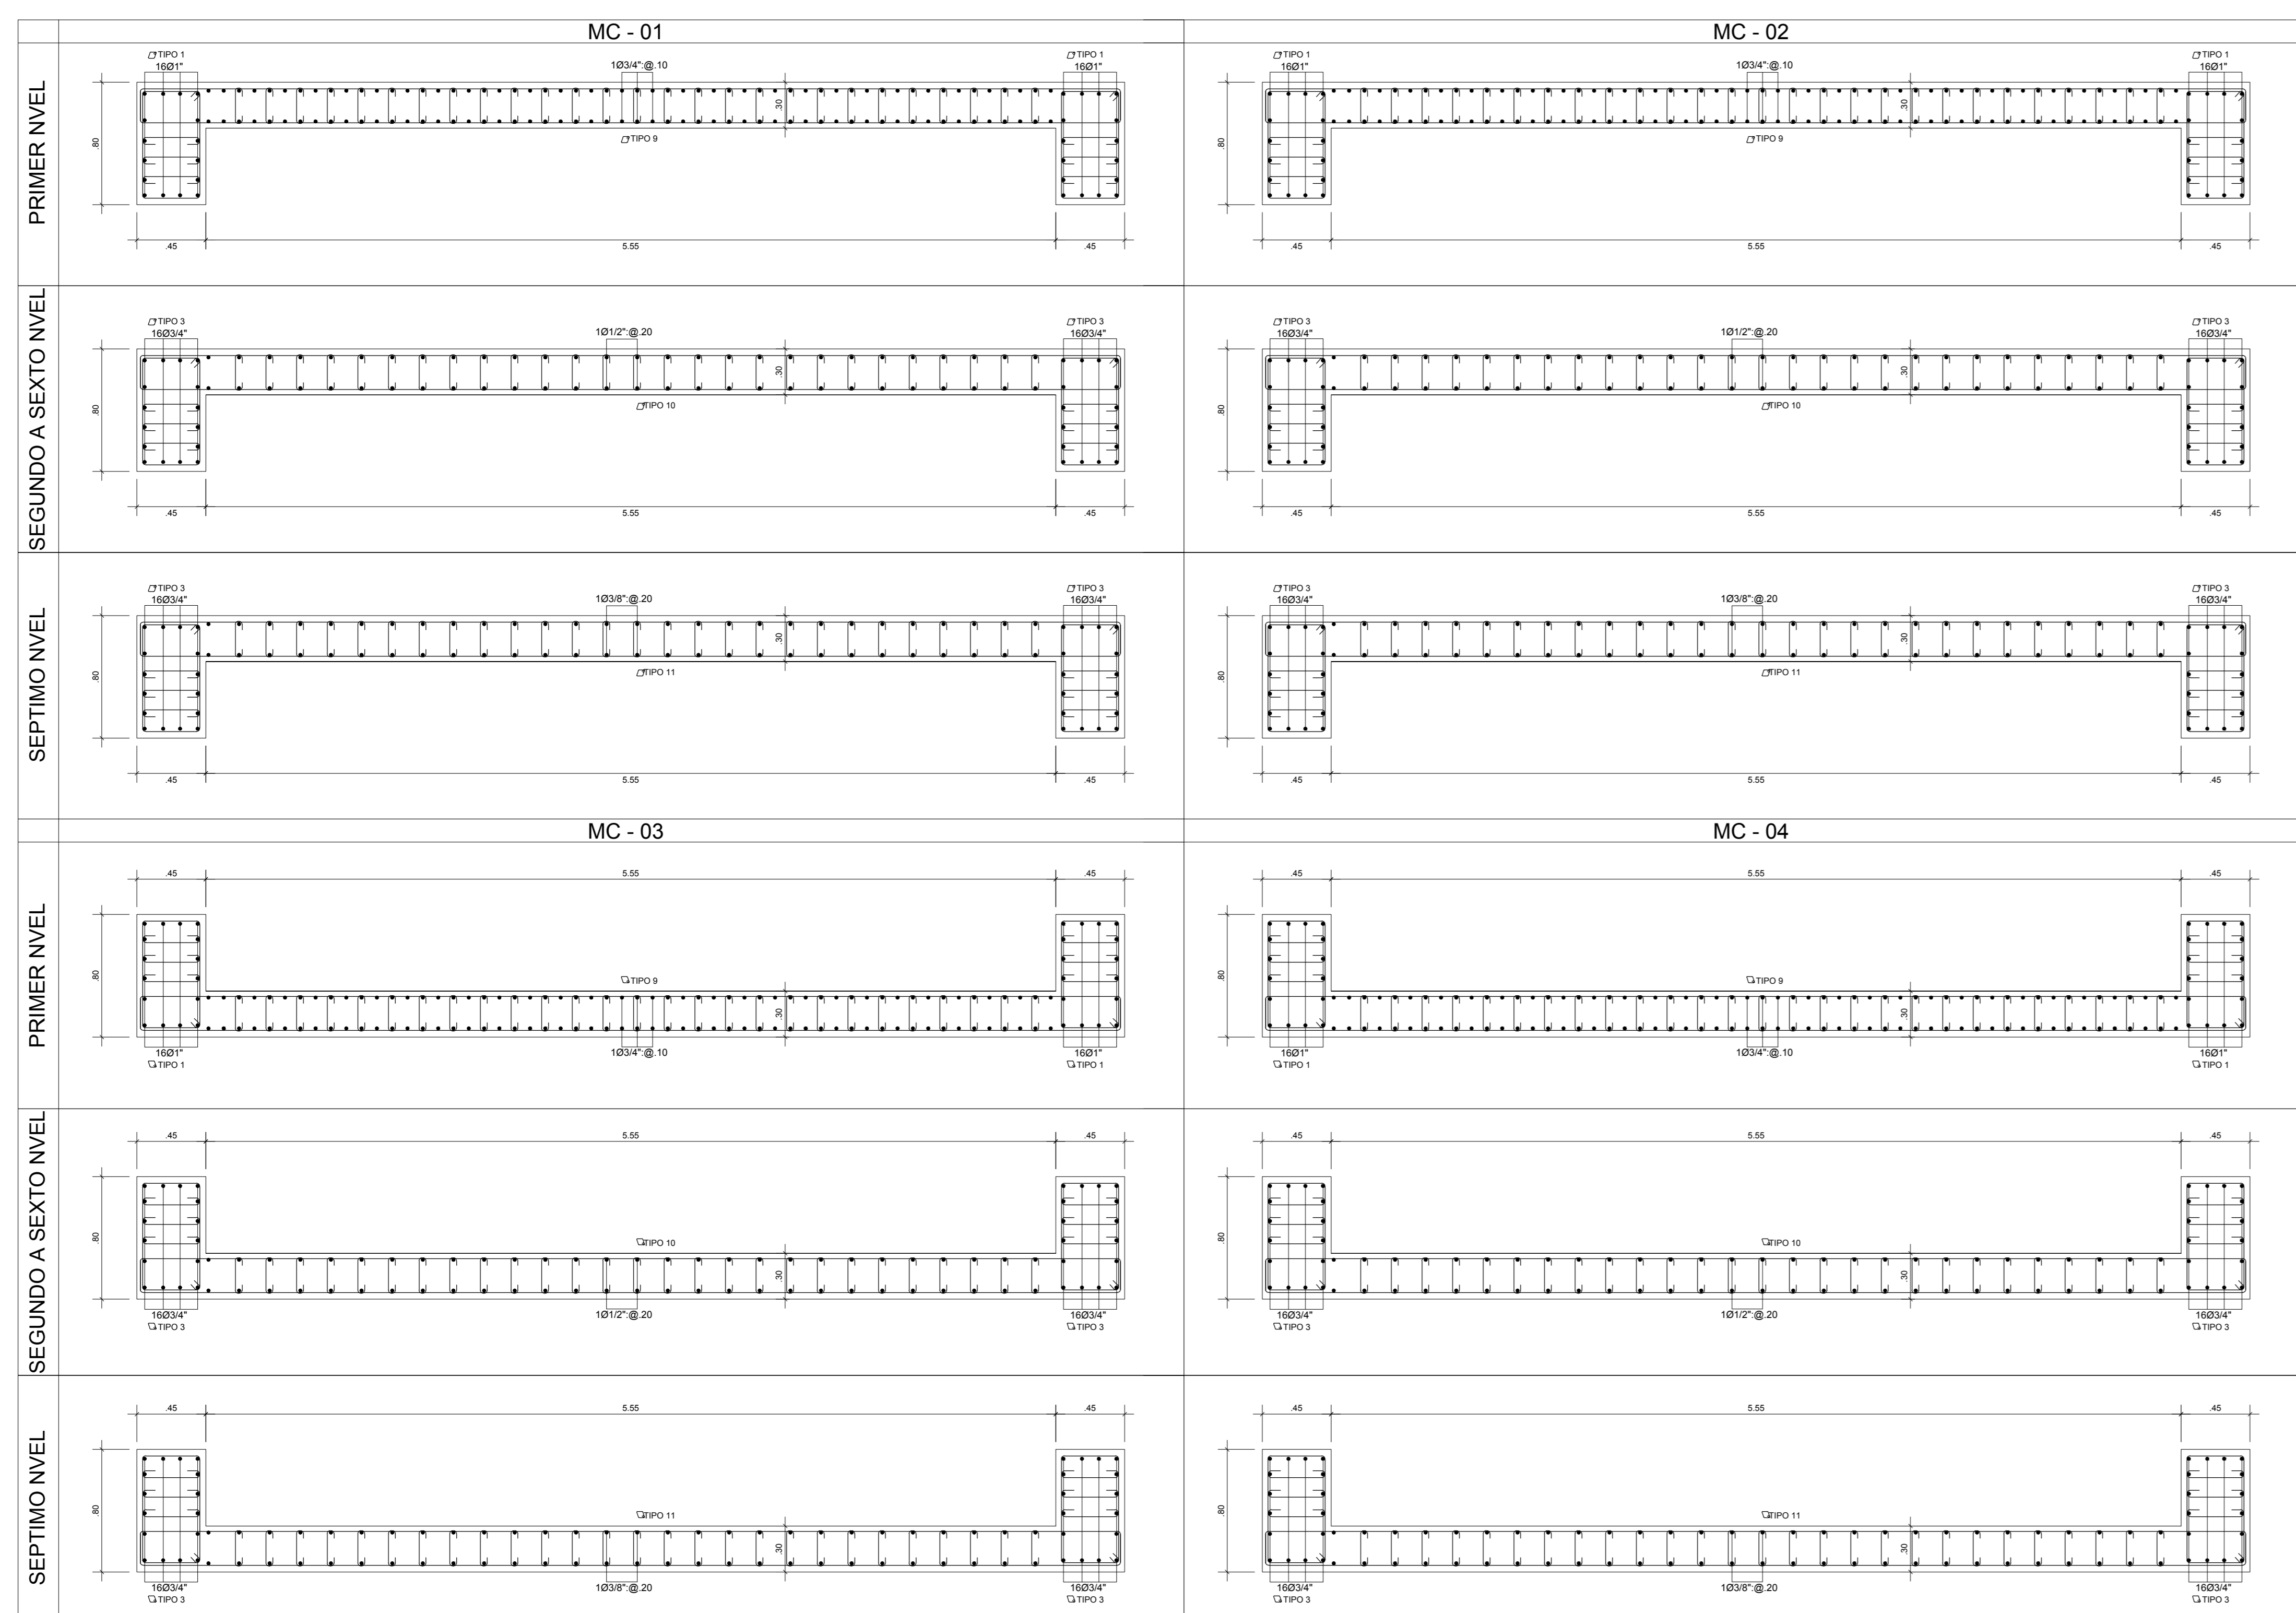 MC - 01
MC - 02
PRIMER NVEL
TIPO 1
16Ø1"
1Ø3/4":@.10
TIPO 1
16Ø1"
.80
.30
TIPO 9
.45
5.55
.45
TIPO 1
16Ø1"
1Ø3/4":@.10
TIPO 1
16Ø1"
.80
.30
TIPO 9
.45
5.55
.45
SEGUNDO A SEXTO NVEL
TIPO 3
16Ø3/4"
1Ø1/2":@.20
TIPO 3
16Ø3/4"
.80
.30
TIPO 10
.45
5.55
.45
TIPO 3
16Ø3/4"
1Ø1/2":@.20
TIPO 3
16Ø3/4"
.80
.30
TIPO 10
.45
5.55
.45
SEPTIMO NVEL
TIPO 3
16Ø3/4"
1Ø3/8":@.20
TIPO 3
16Ø3/4"
.80
.30
TIPO 11
.45
5.55
.45
TIPO 3
16Ø3/4"
1Ø3/8":@.20
TIPO 3
16Ø3/4"
.80
.30
TIPO 11
.45
5.55
.45
MC - 03
MC - 04
PRIMER NVEL
.45
5.55
.45
.80
TIPO 9
.30
16Ø1"
TIPO 1
1Ø3/4":@.10
16Ø1"
TIPO 1
.45
5.55
.45
.80
TIPO 9
.30
16Ø1"
TIPO 1
1Ø3/4":@.10
16Ø1"
TIPO 1
SEGUNDO A SEXTO NVEL
.45
5.55
.45
.80
TIPO 10
.30
16Ø3/4"
TIPO 3
1Ø1/2":@.20
16Ø3/4"
TIPO 3
.45
5.55
.45
.80
TIPO 10
.30
16Ø3/4"
TIPO 3
1Ø1/2":@.20
16Ø3/4"
TIPO 3
SEPTIMO NVEL
.45
5.55
.45
.80
TIPO 11
.30
16Ø3/4"
TIPO 3
1Ø3/8":@.20
16Ø3/4"
TIPO 3
.45
5.55
.45
.80
TIPO 11
.30
16Ø3/4"
TIPO 3
1Ø3/8":@.20
16Ø3/4"
TIPO 3